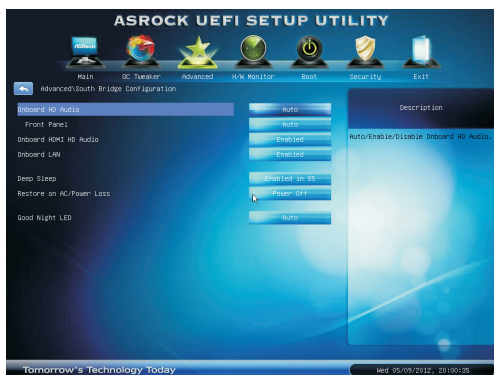 ASROCK UEFI SETUP UTILITY
ASRock
Main OC Tweaker Advanced H/W Monitor Boot Security Exit
Advanced\South Bridge Configuration
Onboard HD Audio Auto
Front Panel Auto
Onboard HDMI HD Audio Enabled
Onboard LAN Enabled
Deep Sleep Enabled in S5
Restore on AC/Power Loss Power Off
Good Night LED Auto
Description
Auto/Enable/Disable Onboard HD Audio.
Tomorrow's Technology Today
Wed 05/09/2012, 20:00:35